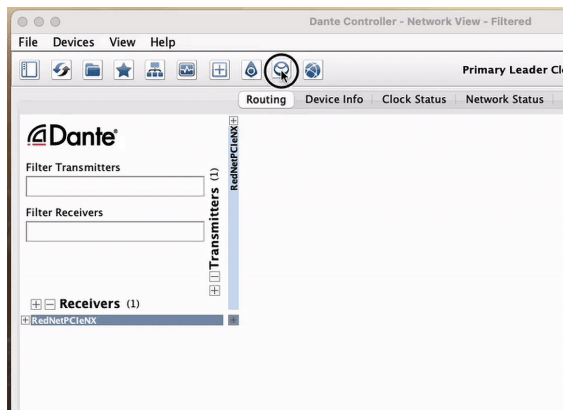 Dante Controller - Network View - Filtered
File Devices View Help
Primary Leader Cl
Routing Device Info Clock Status Network Status
Dante
Filter Transmitters
Filter Receivers
Transmitters (1)
RedNetPCIeNX
Receivers (1)
RedNetPCIeNX